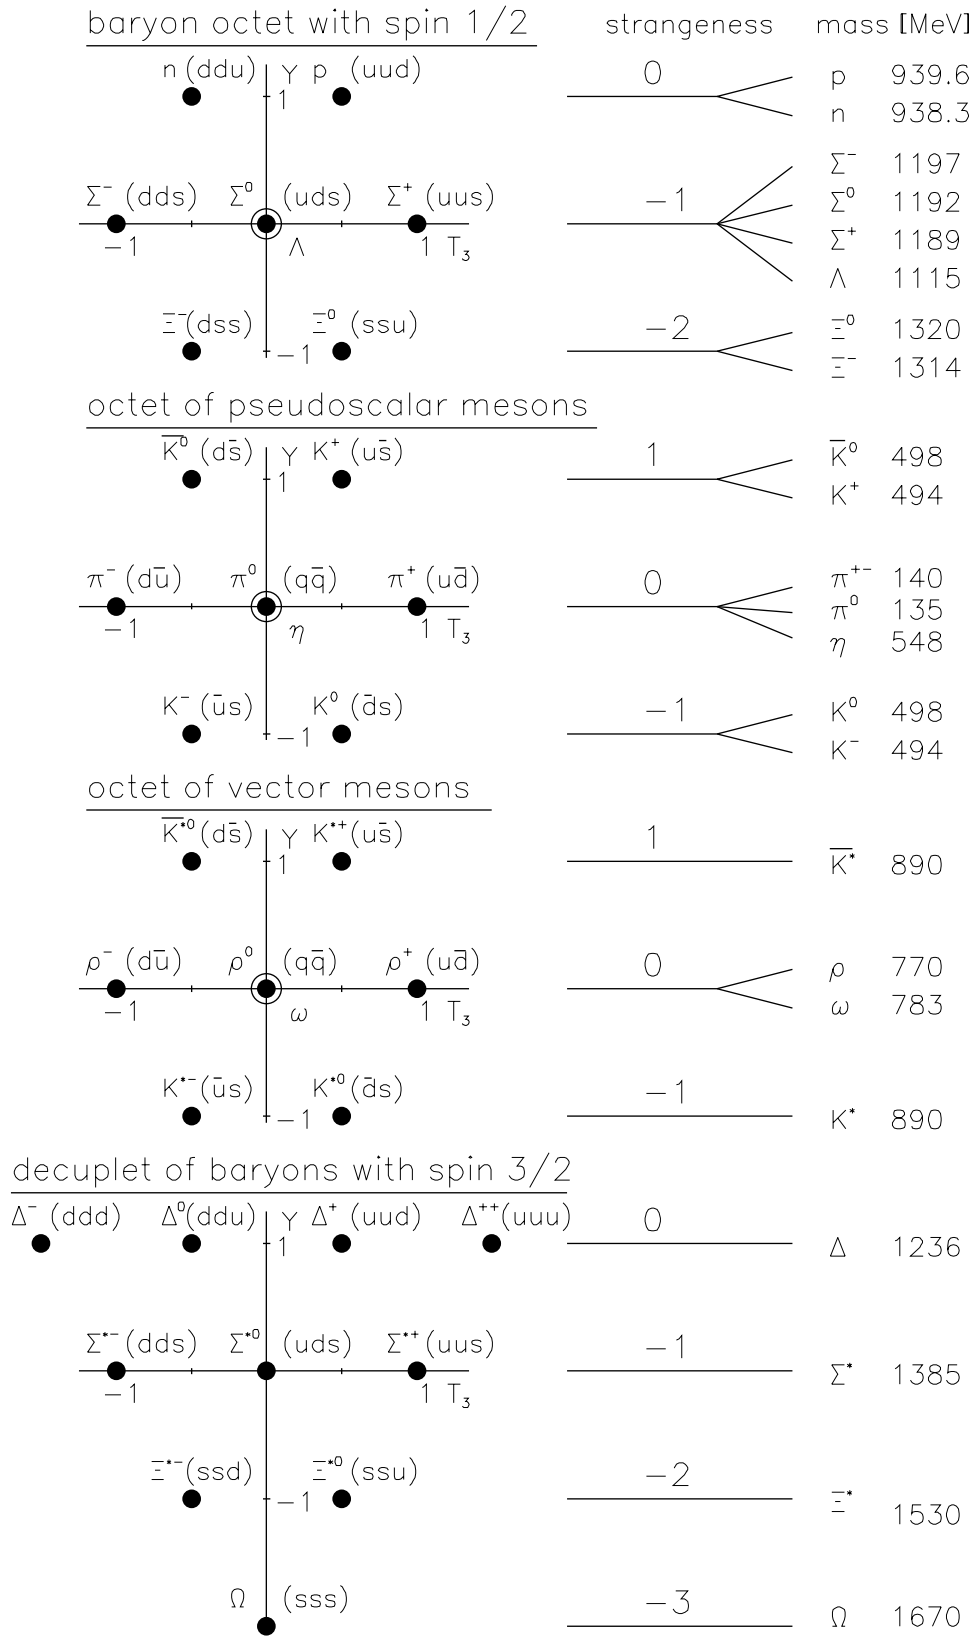 baryon octet with spin 1/2 strangeness mass [MeV]
n (ddu) Y p (uud) 0 p 939.6
1 n 938.3
Σ⁻ 1197
Σ⁻ (dds) Σ⁰ (uds) Σ⁺ (uus) −1 Σ⁰ 1192
−1 Λ 1 T₃ Σ⁺ 1189
Λ 1115
Ξ⁻(dss) Ξ⁰ (ssu) −2 Ξ⁰ 1320
−1 Ξ⁻ 1314
octet of pseudoscalar mesons
K̅⁰ (ds̅) Y K⁺ (us̅) 1 K̅⁰ 498
1 K⁺ 494
π⁻ (du̅) π⁰ (qq̅) π⁺ (ud̅) 0 π⁺⁻ 140
π⁰ 135
−1 η 1 T₃ η 548
K⁻ (u̅s) K⁰ (d̅s) −1 K⁰ 498
−1 K⁻ 494
octet of vector mesons
K̅*⁰ (ds̅) Y K*⁺ (us̅) 1
1 K̅* 890
ρ⁻ (du̅) ρ⁰ (qq̅) ρ⁺ (ud̅) 0 ρ 770
−1 ω 1 T₃ ω 783
K*⁻ (u̅s) K*⁰ (d̅s) −1
−1 K* 890
decuplet of baryons with spin 3/2
Δ⁻ (ddd) Δ⁰(ddu) Y Δ⁺ (uud) Δ⁺⁺(uuu) 0
1 Δ 1236
Σ*⁻ (dds) Σ*⁰ (uds) Σ*⁺ (uus) −1
−1 1 T₃ Σ* 1385
Ξ*⁻ (ssd) Ξ*⁰ (ssu) −2
−1 Ξ* 1530
Ω (sss) −3
Ω 1670